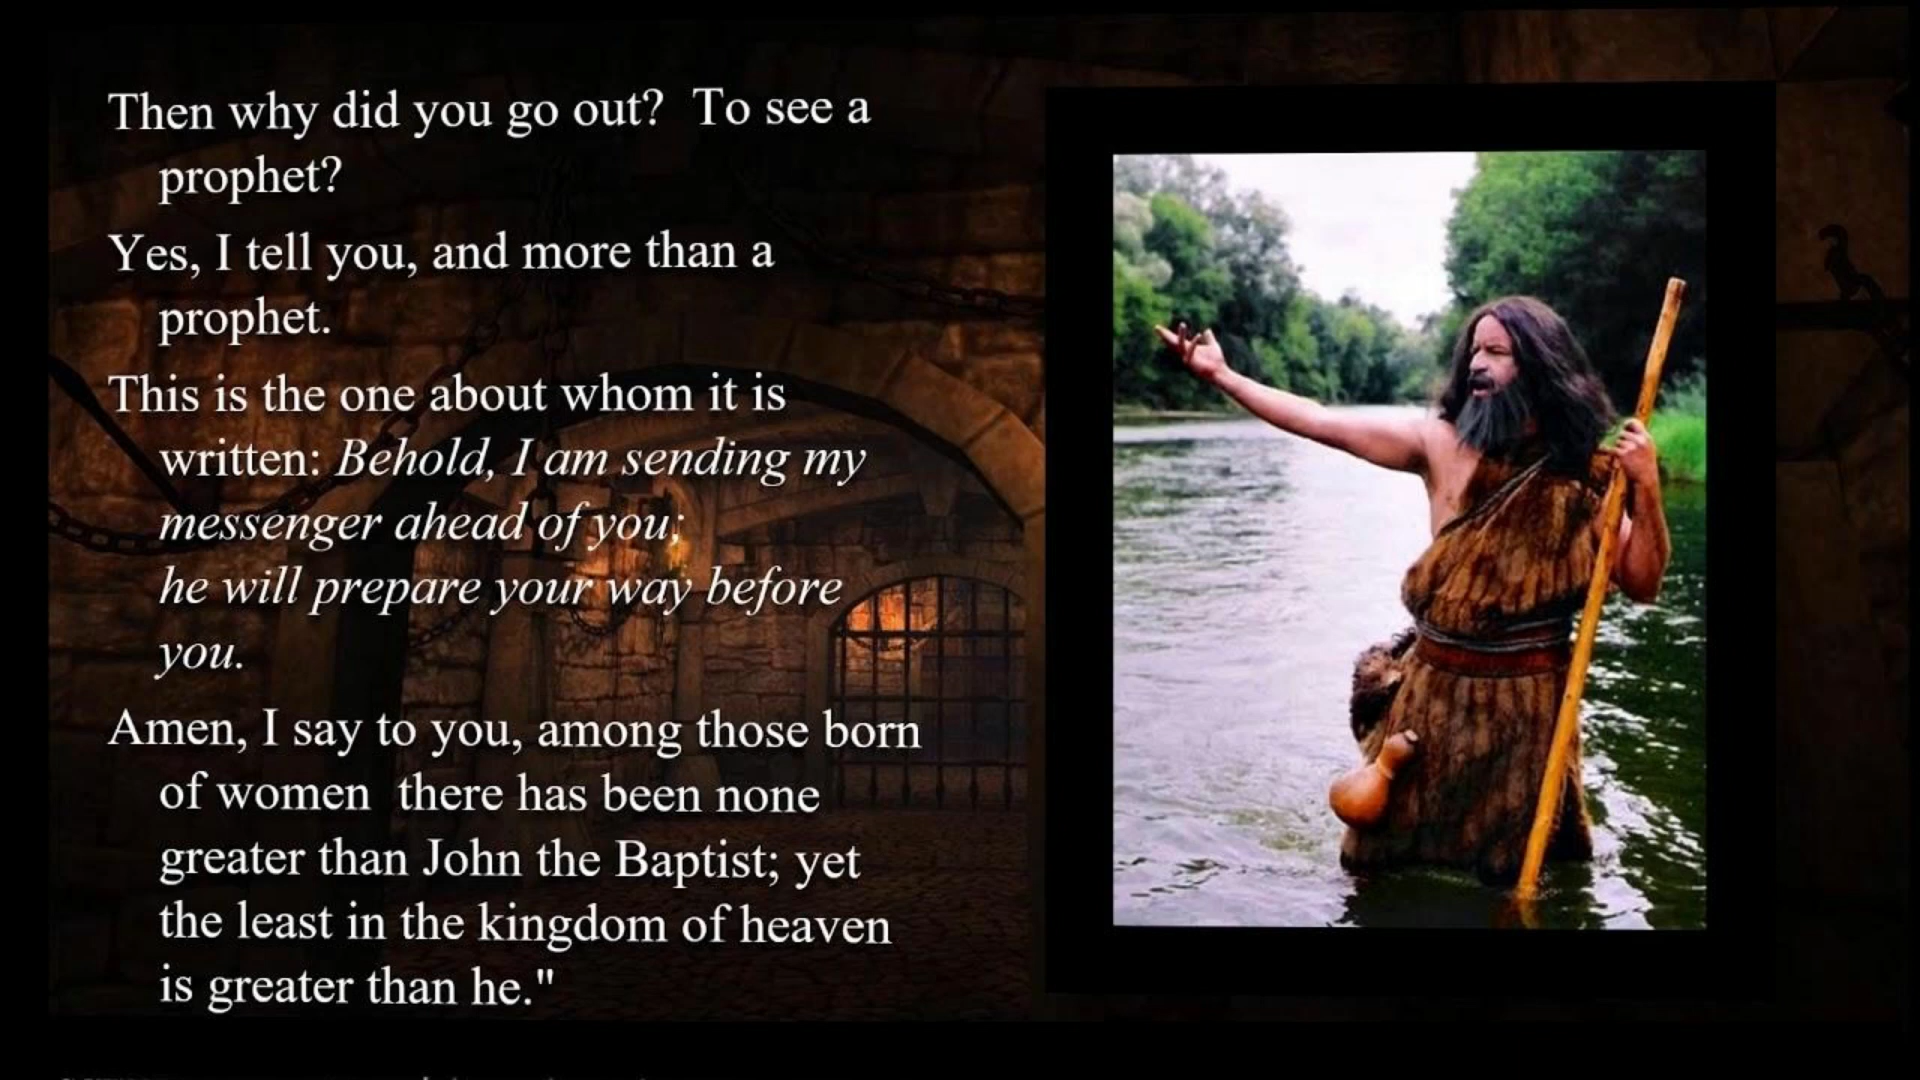 Then why did you go out?  To see a
prophet?
Yes, I tell you, and more than a
prophet.
This is the one about whom it is
written: Behold, I am sending my
messenger ahead of you;
he will prepare your way before
you.
Amen, I say to you, among those born
of women  there has been none
greater than John the Baptist; yet
the least in the kingdom of heaven
is greater than he."